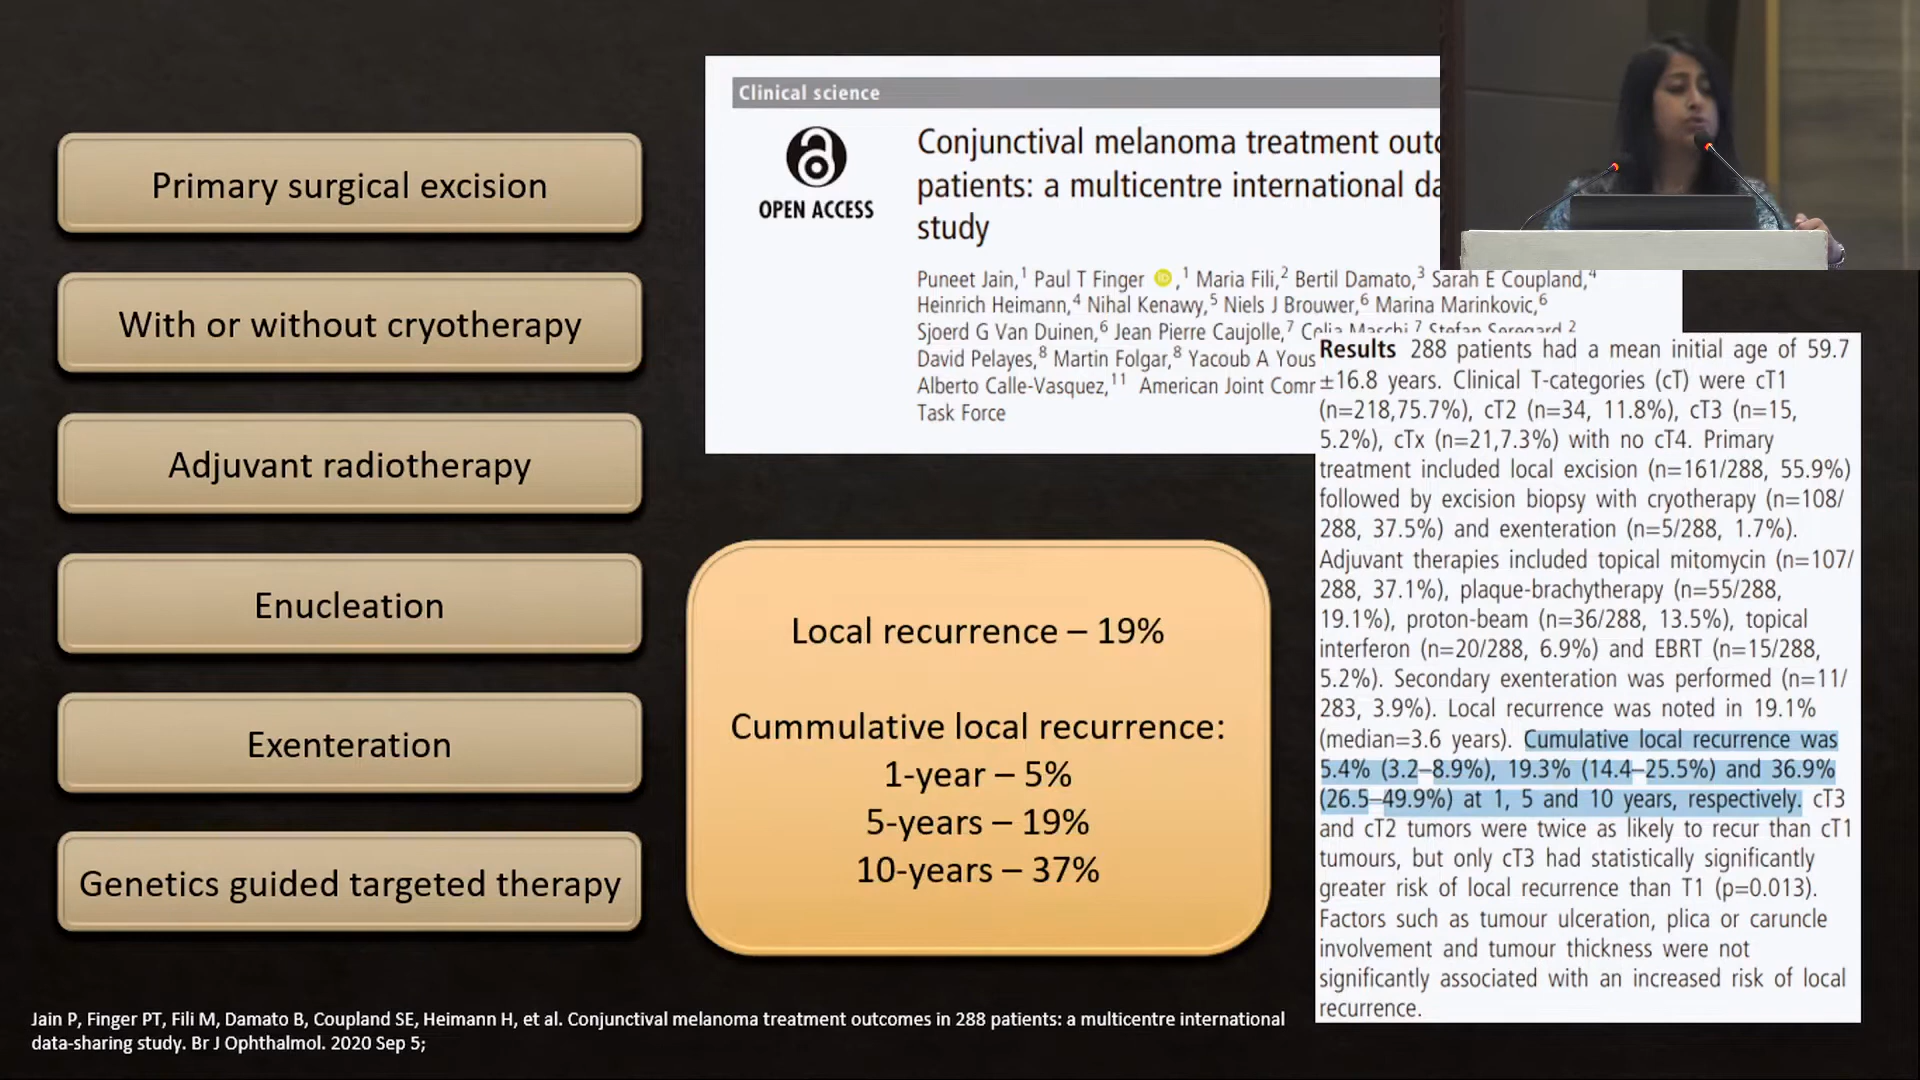 Primary surgical excision
With or without cryotherapy
Adjuvant radiotherapy
Enucleation
Exenteration
Genetics guided targeted therapy
Clinical science
OPEN ACCESS
Conjunctival melanoma treatment
patients: a multicentre international
study
Puneet Jain,1 Paul T Finger iD,1 Maria Fili,2 Bertil Damato,3 Sarah E Coupland,4
Heinrich Heimann,4 Nihal Kenawy,5 Niels J Brouwer,6 Marina Marinkovic,6
Sjoerd G Van Duinen,6 Jean Pierre Caujolle,7 Celia Maschi,7 Stefan Seregard,2
David Pelayes,8 Martin Folgar,8 Yacoub A
Alberto Calle-Vasquez,11 American Joint
Task Force
Local recurrence – 19%
Cummulative local recurrence:
1-year – 5%
5-years – 19%
10-years – 37%
Results 288 patients had a mean initial age of 59.7
±16.8 years. Clinical T-categories (cT) were cT1
(n=218,75.7%), cT2 (n=34, 11.8%), cT3 (n=15,
5.2%), cTx (n=21,7.3%) with no cT4. Primary
treatment included local excision (n=161/288, 55.9%)
followed by excision biopsy with cryotherapy (n=108/
288, 37.5%) and exenteration (n=5/288, 1.7%).
Adjuvant therapies included topical mitomycin (n=107/
288, 37.1%), plaque-brachytherapy (n=55/288,
19.1%), proton-beam (n=36/288, 13.5%), topical
interferon (n=20/288, 6.9%) and EBRT (n=15/288,
5.2%). Secondary exenteration was performed (n=11/
283, 3.9%). Local recurrence was noted in 19.1%
(median=3.6 years). Cumulative local recurrence was
5.4% (3.2–8.9%), 19.3% (14.4–25.5%) and 36.9%
(26.5–49.9%) at 1, 5 and 10 years, respectively. cT3
and cT2 tumors were twice as likely to recur than cT1
tumours, but only cT3 had statistically significantly
greater risk of local recurrence than T1 (p=0.013).
Factors such as tumour ulceration, plica or caruncle
involvement and tumour thickness were not
significantly associated with an increased risk of local
recurrence.
Jain P, Finger PT, Fili M, Damato B, Coupland SE, Heimann H, et al. Conjunctival melanoma treatment outcomes in 288 patients: a multicentre international
data-sharing study. Br J Ophthalmol. 2020 Sep 5;